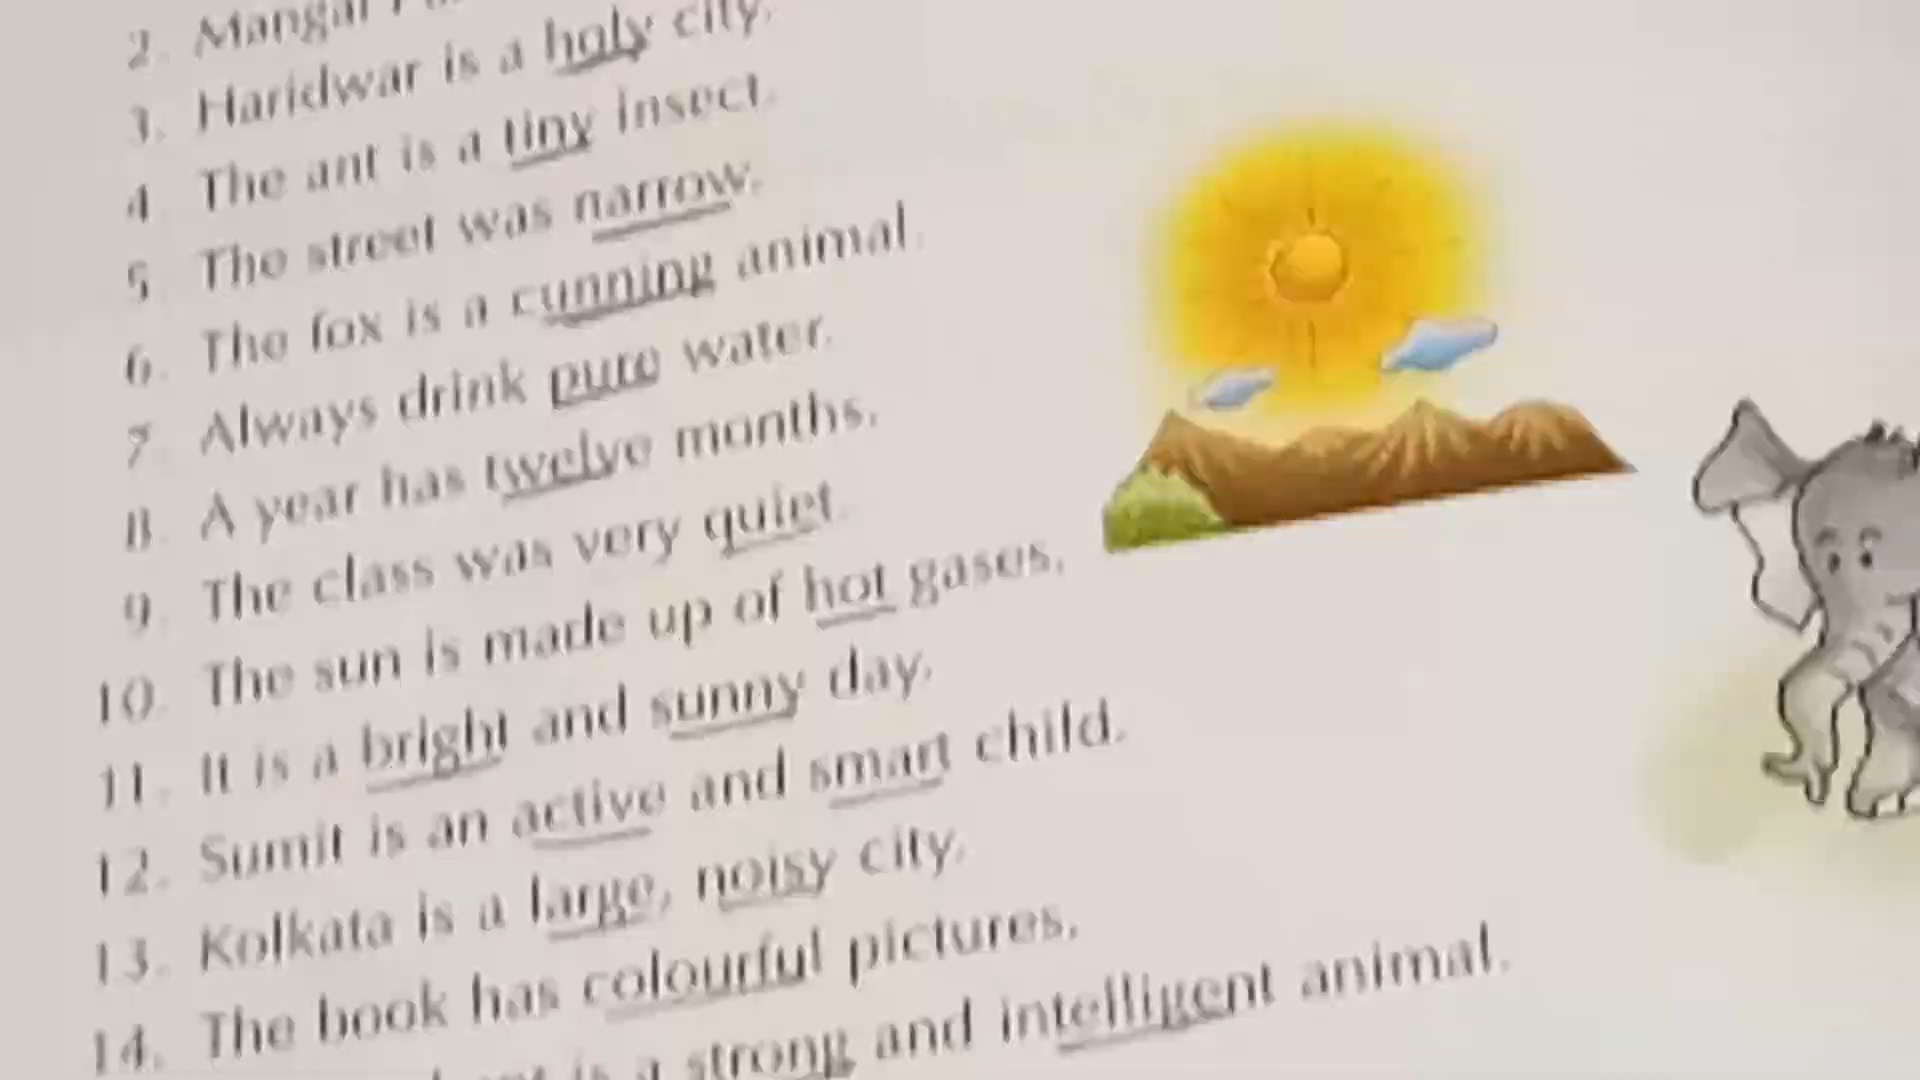 2. Mangal
3. Haridwar is a holy city.
4. The ant is a tiny insect.
5. The street was narrow.
6. The fox is a cunning animal.
7. Always drink pure water.
8. A year has twelve months.
9. The class was very quiet.
10. The sun is made up of hot gases.
11. It is a bright and sunny day.
12. Sumit is an active and smart child.
13. Kolkata is a large, noisy city.
14. The book has colourful pictures.
is a strong and intelligent animal.